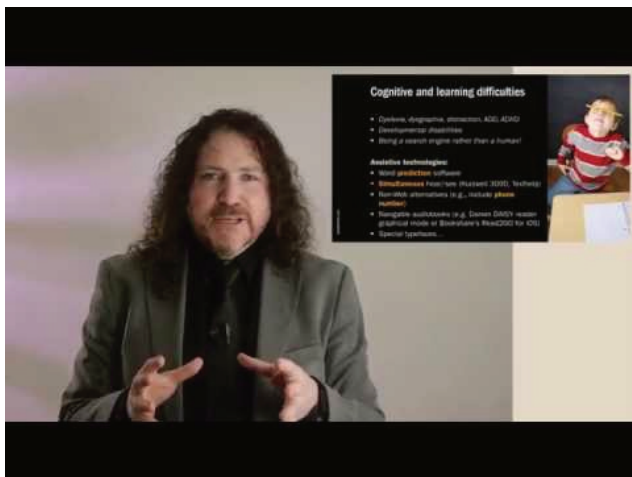 Cognitive and learning difficulties
• Dyslexia, dysgraphia, distraction, ADD, ADHD
• Developmental disabilities
• Being a search engine rather than a human!
Assistive technologies:
• Word prediction software
• Simultaneous hear/see (Kurzweil 3000, Texthelp)
• Non-Web alternatives (e.g., include phone
number)
• Navigable audiobooks (e.g. Dolphin DAISY reader
graphical mode or Bookshare's Read2GO for iOS)
• Special typefaces...